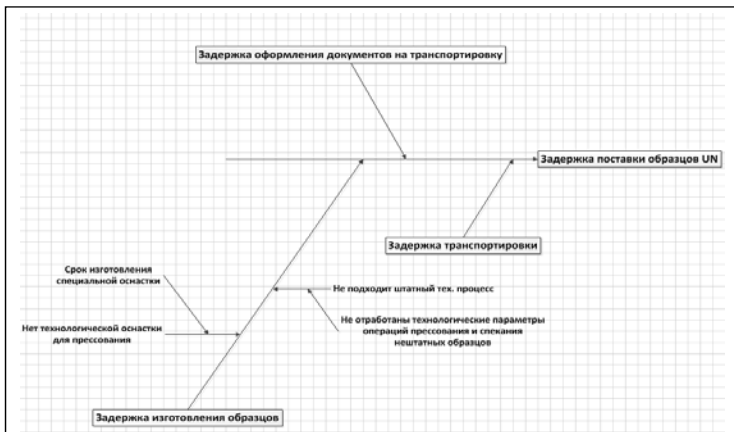 Задержка оформления документов на транспортировку
Задержка поставки образцов UN
Задержка транспортировки
Срок изготовления
специальной оснастки
Не подходит штатный тех. процесс
Не отработаны технологические параметры
операций прессования и спекания
нештатных образцов
Нет технологической оснастки
для прессования
Задержка изготовления образцов